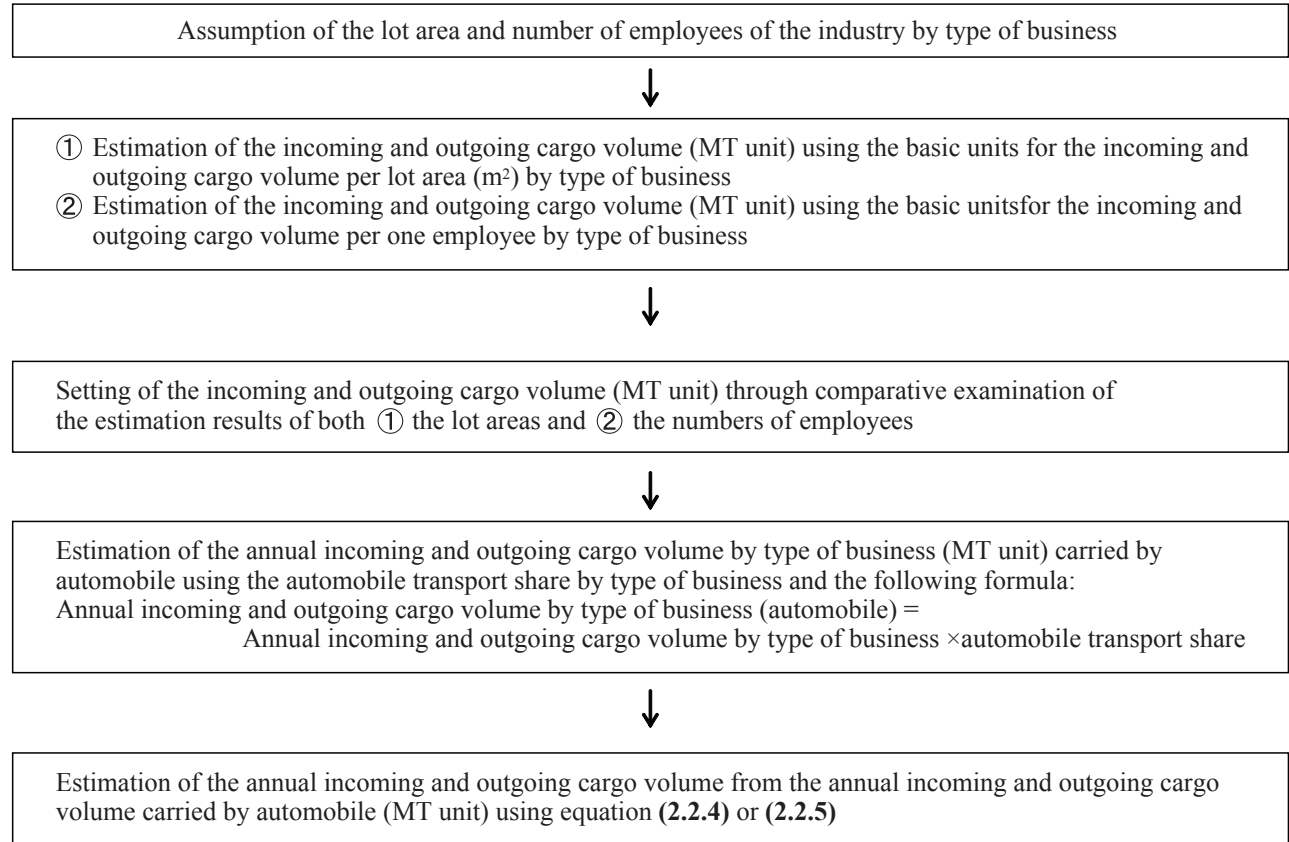 Assumption of the lot area and number of employees of the industry by type of business
① Estimation of the incoming and outgoing cargo volume (MT unit) using the basic units for the incoming and
outgoing cargo volume per lot area (m²) by type of business
② Estimation of the incoming and outgoing cargo volume (MT unit) using the basic unitsfor the incoming and
outgoing cargo volume per one employee by type of business
Setting of the incoming and outgoing cargo volume (MT unit) through comparative examination of
the estimation results of both ① the lot areas and ② the numbers of employees
Estimation of the annual incoming and outgoing cargo volume by type of business (MT unit) carried by
automobile using the automobile transport share by type of business and the following formula:
Annual incoming and outgoing cargo volume by type of business (automobile) =
Annual incoming and outgoing cargo volume by type of business ×automobile transport share
Estimation of the annual incoming and outgoing cargo volume from the annual incoming and outgoing cargo
volume carried by automobile (MT unit) using equation (2.2.4) or (2.2.5)